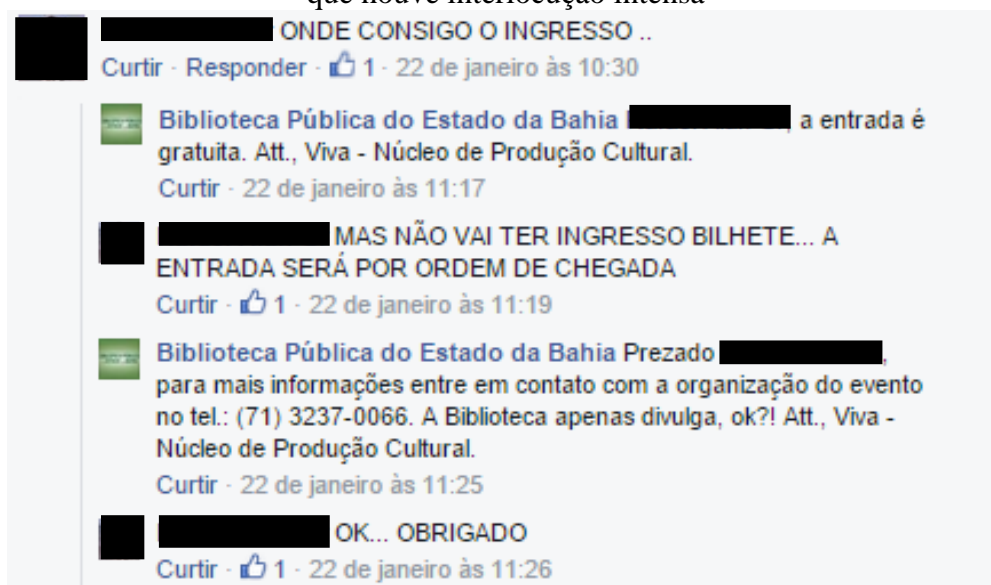 que houve interlocução intensa
ONDE CONSIGO O INGRESSO ..
Curtir · Responder · 1 · 22 de janeiro às 10:30
Biblioteca Pública do Estado da Bahia , a entrada é
gratuita. Att., Viva - Núcleo de Produção Cultural.
Curtir · 22 de janeiro às 11:17
MAS NÃO VAI TER INGRESSO BILHETE... A
ENTRADA SERÁ POR ORDEM DE CHEGADA
Curtir · 1 · 22 de janeiro às 11:19
Biblioteca Pública do Estado da Bahia Prezado ,
para mais informações entre em contato com a organização do evento
no tel.: (71) 3237-0066. A Biblioteca apenas divulga, ok?! Att., Viva -
Núcleo de Produção Cultural.
Curtir · 22 de janeiro às 11:25
OK... OBRIGADO
Curtir · 1 · 22 de janeiro às 11:26